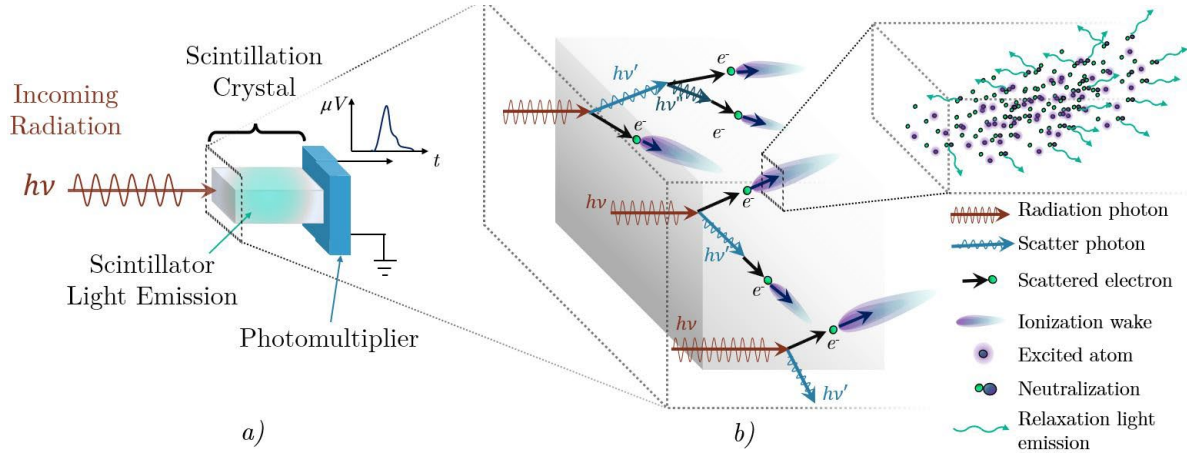 Scintillation
Crystal
Incoming
Radiation
hν
μV
t
Scintillator
Light Emission
Photomultiplier
a)
hν
hν'
hν"
e⁻
e⁻
e⁻
hν
e⁻
hν'
e⁻
hν
e⁻
hν'
b)
Radiation photon
Scatter photon
Scattered electron
Ionization wake
Excited atom
Neutralization
Relaxation light
emission